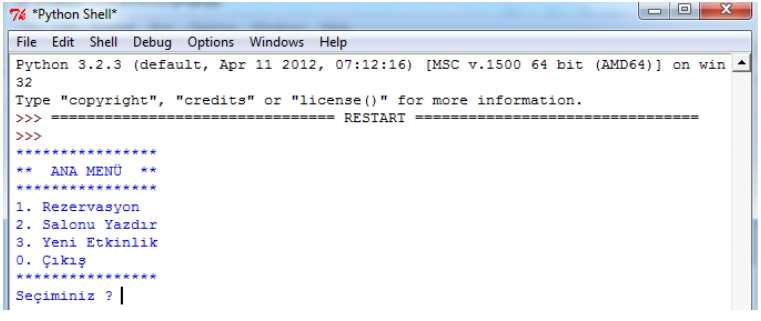 *Python Shell*
File Edit Shell Debug Options Windows Help
Python 3.2.3 (default, Apr 11 2012, 07:12:16) [MSC v.1500 64 bit (AMD64)] on win
32
Type "copyright", "credits" or "license()" for more information.
>>> ================================ RESTART ================================
>>>
****************
**  ANA MENÜ  **
****************
1. Rezervasyon
2. Salonu Yazdır
3. Yeni Etkinlik
0. Çıkış
****************
Seçiminiz ?